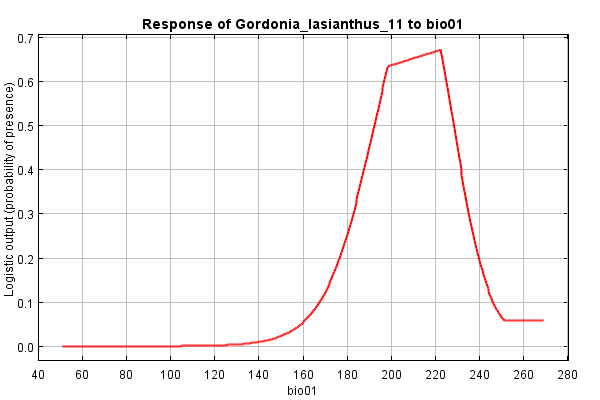 Response of Gordonia_lasianthus_11 to bio01
Logistic output (probability of presence)
0.7
0.6
0.5
0.4
0.3
0.2
0.1
0.0
40 60 80 100 120 140 160 180 200 220 240 260 280
bio01